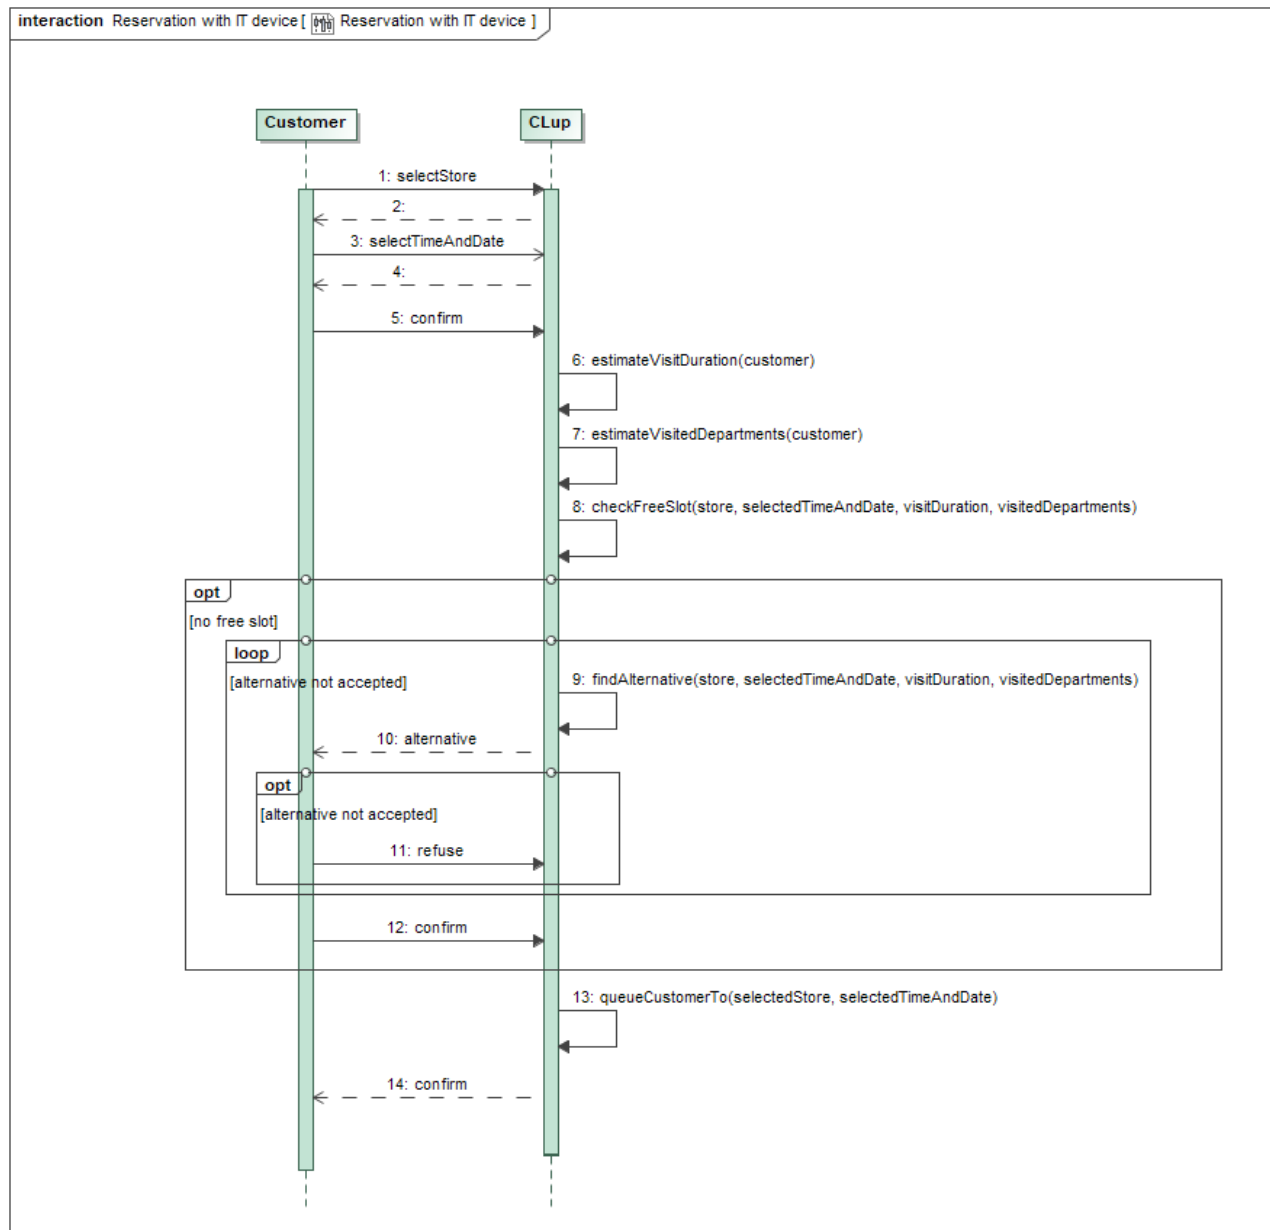 interaction Reservation with IT device [ Reservation with IT device ]
Customer
CLup
1: selectStore
2:
3: selectTimeAndDate
4:
5: confirm
6: estimateVisitDuration(customer)
7: estimateVisitedDepartments(customer)
8: checkFreeSlot(store, selectedTimeAndDate, visitDuration, visitedDepartments)
opt
[no free slot]
loop
[alternative not accepted]
9: findAlternative(store, selectedTimeAndDate, visitDuration, visitedDepartments)
10: alternative
opt
[alternative not accepted]
11: refuse
12: confirm
13: queueCustomerTo(selectedStore, selectedTimeAndDate)
14: confirm